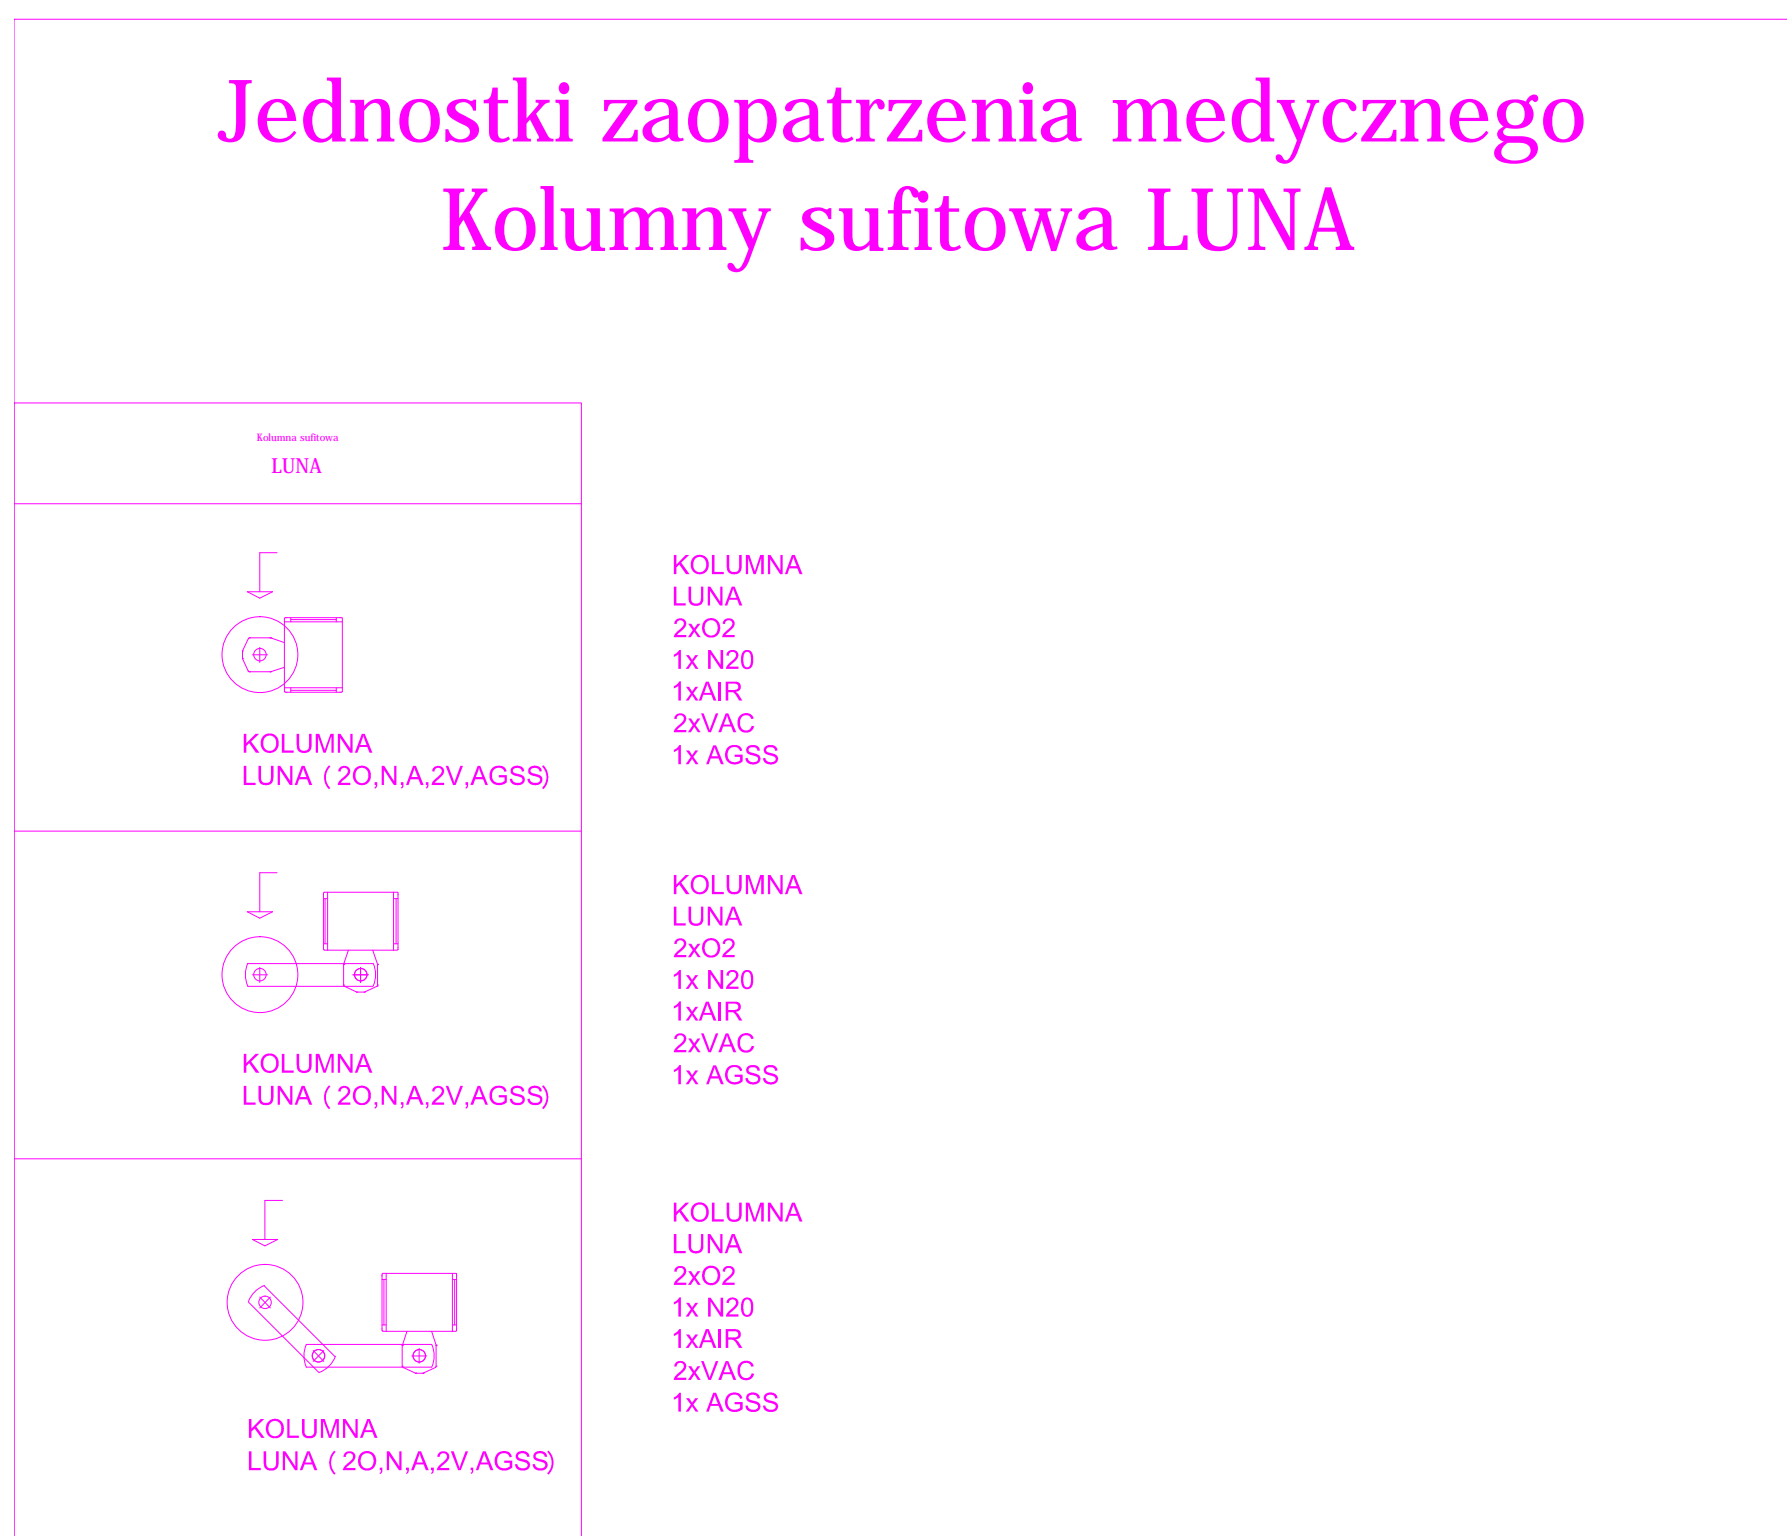 Jednostki zaopatrzenia medycznego
Kolumny sufitowa LUNA
Kolumna sufitowa
LUNA
KOLUMNA
LUNA ( 2O,N,A,2V,AGSS)
KOLUMNA
LUNA
2xO2
1x N20
1xAIR
2xVAC
1x AGSS
KOLUMNA
LUNA ( 2O,N,A,2V,AGSS)
KOLUMNA
LUNA
2xO2
1x N20
1xAIR
2xVAC
1x AGSS
KOLUMNA
LUNA ( 2O,N,A,2V,AGSS)
KOLUMNA
LUNA
2xO2
1x N20
1xAIR
2xVAC
1x AGSS